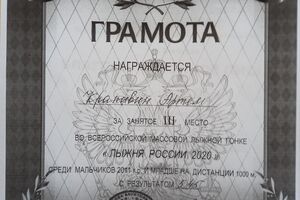 ГРАМОТА
НАГРАЖДАЕТСЯ
Артем
ЗА ЗАНЯТОЕ III МЕСТО
ВО ВСЕРОССИЙСКОЙ МАССОВОЙ ЛЫЖНОЙ ГОНКЕ
«ЛЫЖНЯ РОССИИ 2020»
СРЕДИ МАЛЬЧИКОВ 2011 г.р. И МЛАДШЕ НА ДИСТАНЦИИ 1000 м.
С РЕЗУЛЬТАТОМ